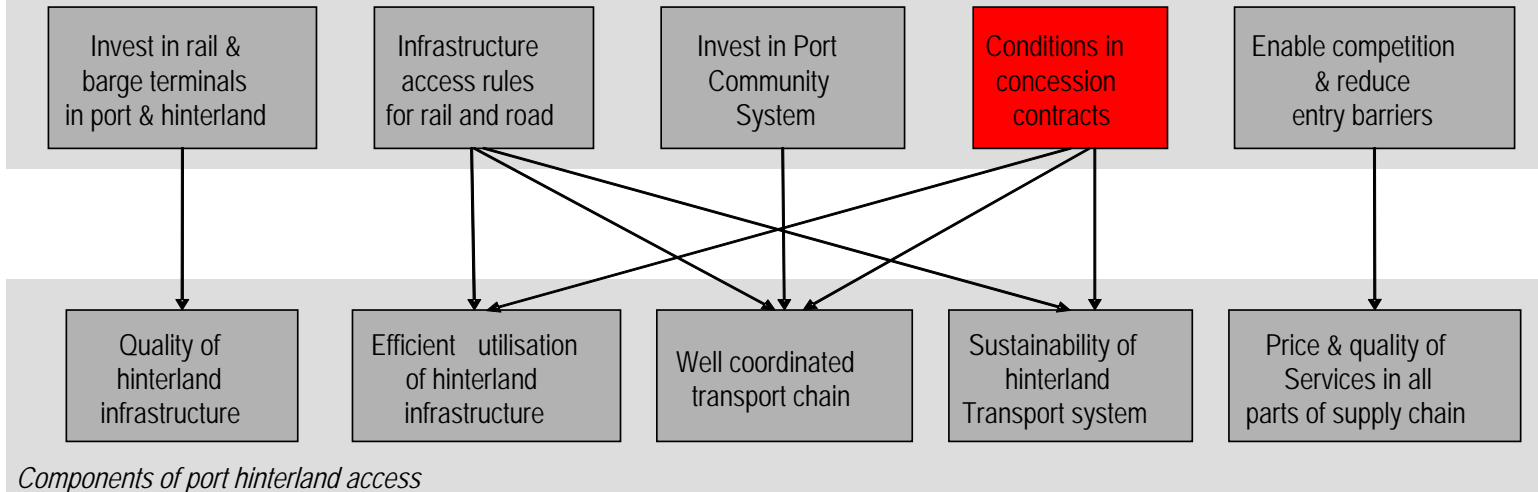 Invest in rail &
barge terminals
in port & hinterland
Infrastructure
access rules
for rail and road
Invest in Port
Community
System
Conditions in
concession
contracts
Enable competition
& reduce
entry barriers
Quality of
hinterland
infrastructure
Efficient utilisation
of hinterland
infrastructure
Well coordinated
transport chain
Sustainability of
hinterland
Transport system
Price & quality of
Services in all
parts of supply chain
Components of port hinterland access